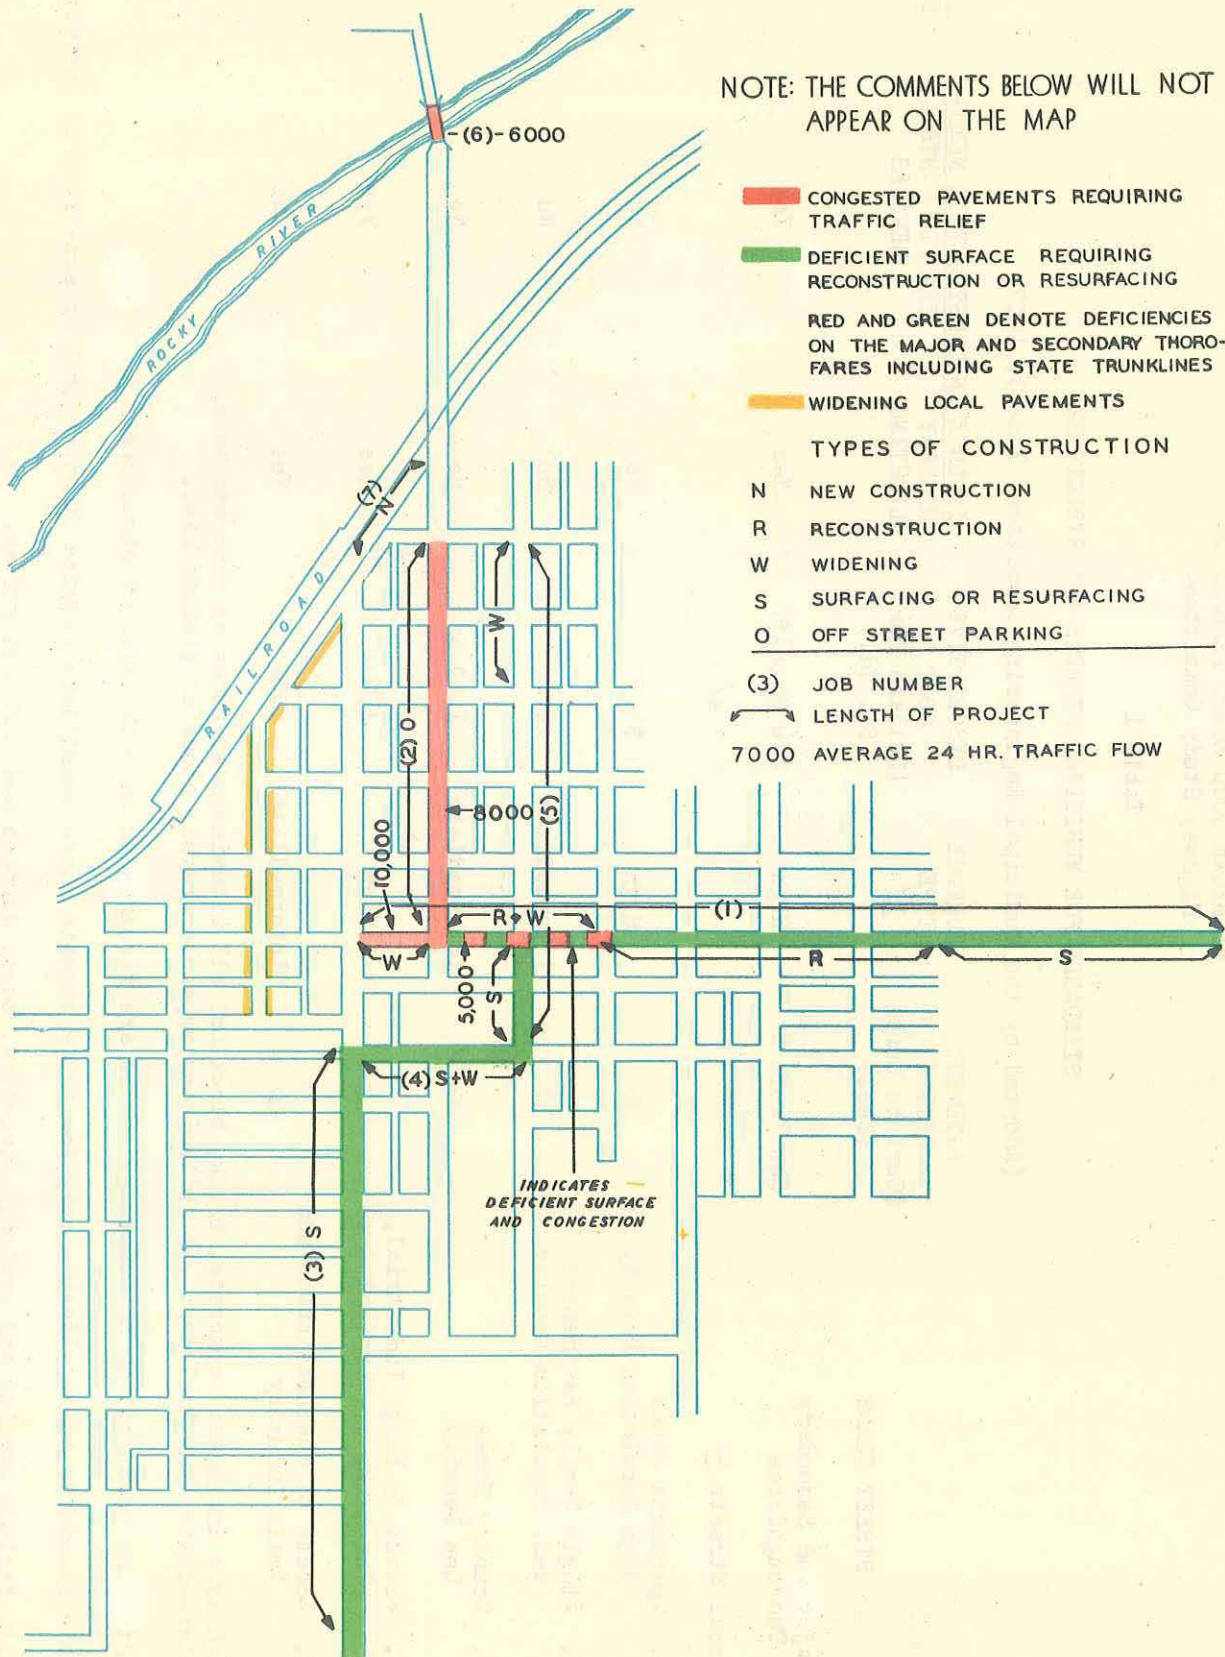 NOTE: THE COMMENTS BELOW WILL NOT
APPEAR ON THE MAP
CONGESTED PAVEMENTS REQUIRING
TRAFFIC RELIEF
DEFICIENT SURFACE REQUIRING
RECONSTRUCTION OR RESURFACING
RED AND GREEN DENOTE DEFICIENCIES
ON THE MAJOR AND SECONDARY THORO-
FARES INCLUDING STATE TRUNKLINES
WIDENING LOCAL PAVEMENTS
TYPES OF CONSTRUCTION
N NEW CONSTRUCTION
R RECONSTRUCTION
W WIDENING
S SURFACING OR RESURFACING
O OFF STREET PARKING
(3) JOB NUMBER
LENGTH OF PROJECT
7000 AVERAGE 24 HR. TRAFFIC FLOW
-(6)-6000
ROCKY RIVER
(7)
N
RAILROAD
W
(2) O
8000
(5)
10,000
(1)
R+W
W
R
S
5,000
S
(4) S+W
INDICATES
DEFICIENT SURFACE
AND CONGESTION
(3) S